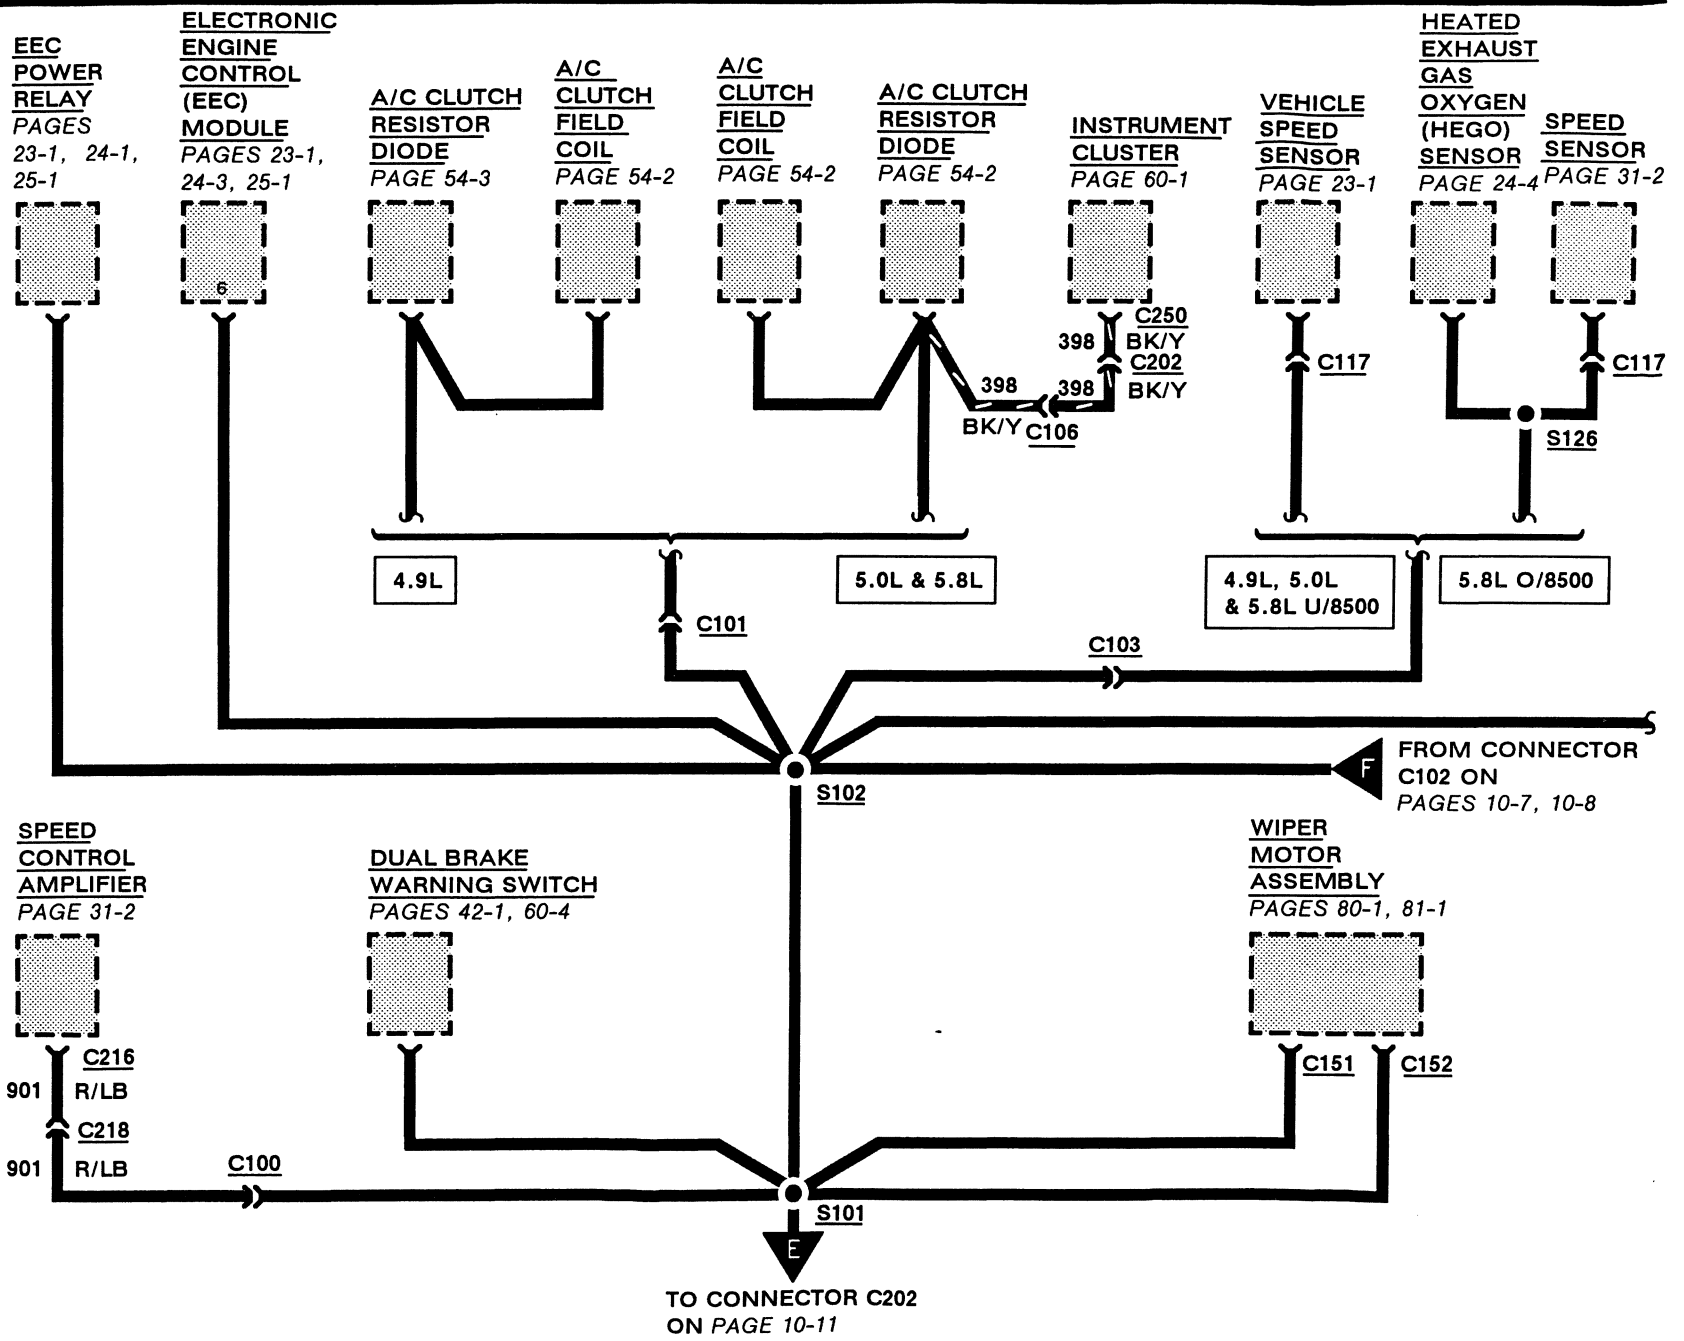 EEC
POWER
RELAY
PAGES
23-1, 24-1,
25-1
ELECTRONIC
ENGINE
CONTROL
(EEC)
MODULE
PAGES 23-1,
24-3, 25-1
6
A/C CLUTCH
RESISTOR
DIODE
PAGE 54-3
A/C
CLUTCH
FIELD
COIL
PAGE 54-2
A/C
CLUTCH
FIELD
COIL
PAGE 54-2
A/C CLUTCH
RESISTOR
DIODE
PAGE 54-2
INSTRUMENT
CLUSTER
PAGE 60-1
VEHICLE
SPEED
SENSOR
PAGE 23-1
HEATED
EXHAUST
GAS
OXYGEN
(HEGO)
SENSOR
PAGE 24-4
SPEED
SENSOR
PAGE 31-2
C250
398 BK/Y
C202
398 398 BK/Y
BK/Y C106
C117
C117
S126
4.9L
5.0L & 5.8L
4.9L, 5.0L
& 5.8L U/8500
5.8L O/8500
C101
C103
S102
F
FROM CONNECTOR
C102 ON
PAGES 10-7, 10-8
SPEED
CONTROL
AMPLIFIER
PAGE 31-2
DUAL BRAKE
WARNING SWITCH
PAGES 42-1, 60-4
WIPER
MOTOR
ASSEMBLY
PAGES 80-1, 81-1
C216
901 R/LB
C218
901 R/LB
C100
C151
C152
S101
E
TO CONNECTOR C202
ON PAGE 10-11